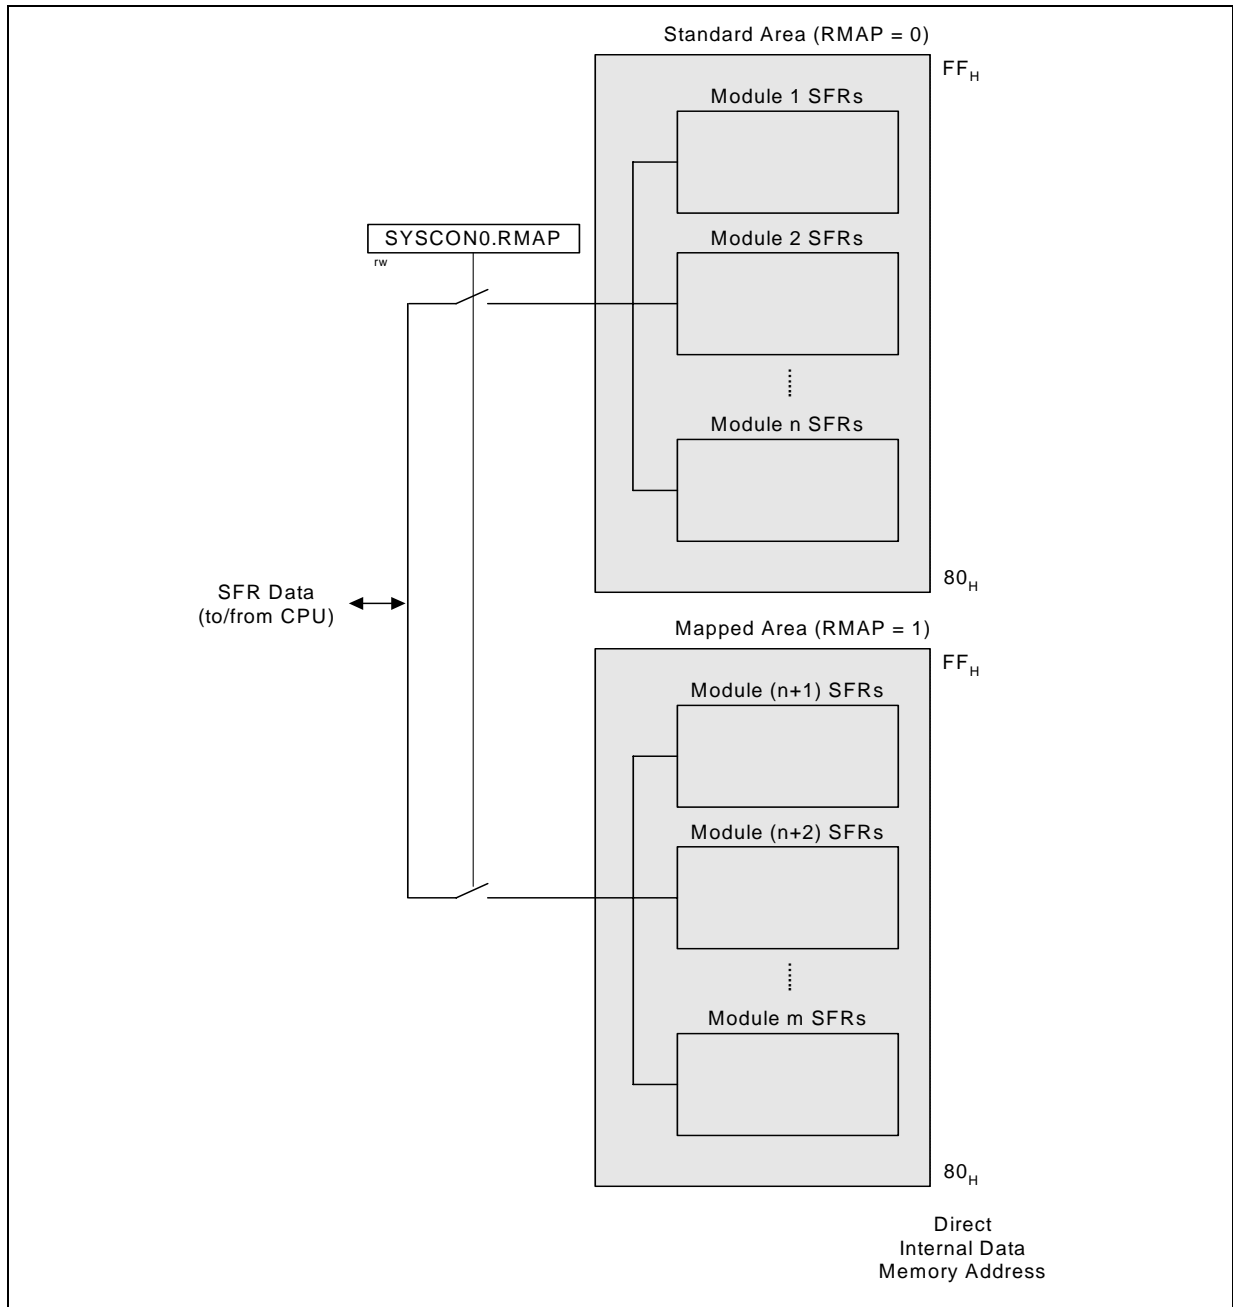 Standard Area (RMAP = 0)
FFH
Module 1 SFRs
SYSCON0.RMAP
rw
Module 2 SFRs
Module n SFRs
80H
SFR Data
(to/from CPU)
Mapped Area (RMAP = 1)
FFH
Module (n+1) SFRs
Module (n+2) SFRs
Module m SFRs
80H
Direct
Internal Data
Memory Address